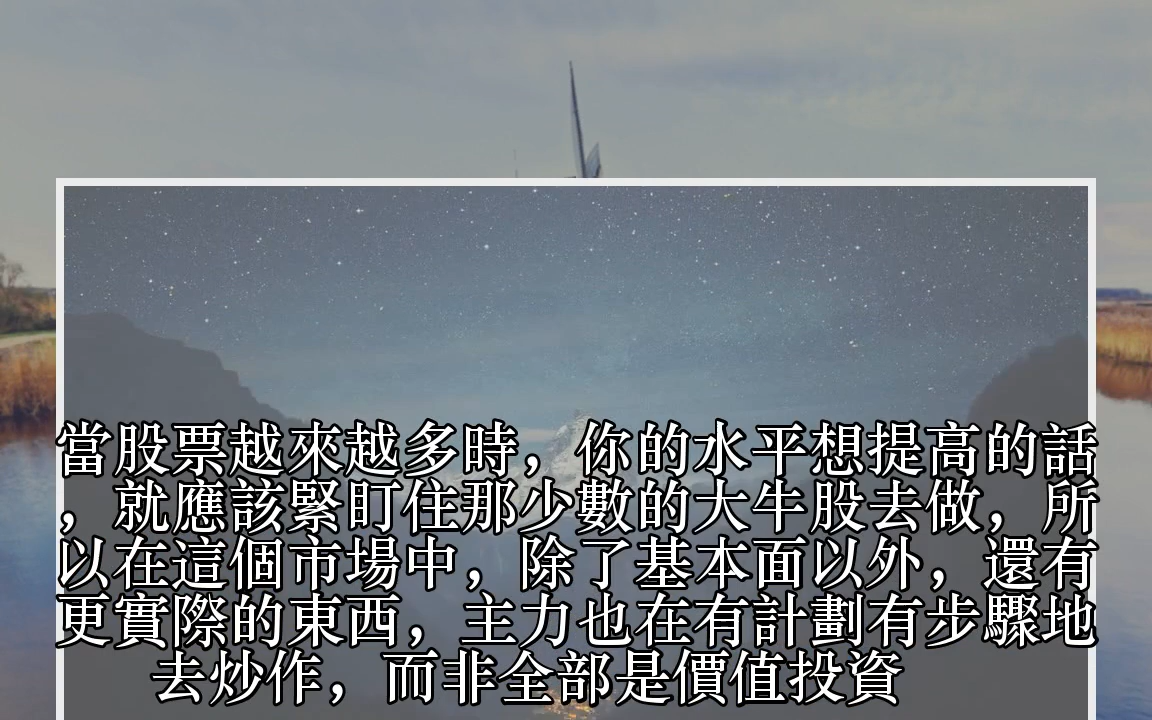 當股票越來越多時，你的水平想提高的話
，就應該緊盯住那少數的大牛股去做，所
以在這個市場中，除了基本面以外，還有
更實際的東西，主力也在有計劃有步驟地
去炒作，而非全部是價值投資